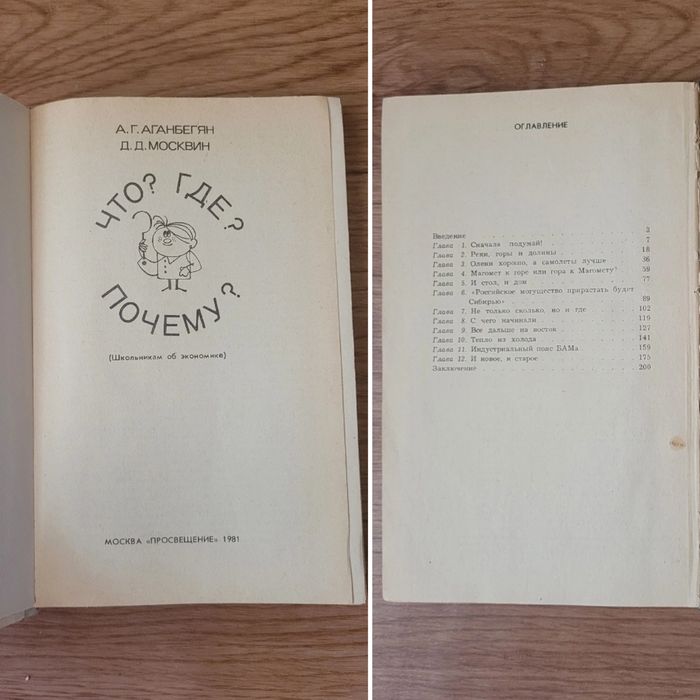 А. Г. АГАНБЕГЯН
Д. Д. МОСКВИН
ЧТО? ГДЕ?
ПОЧЕМУ?
(Школьникам об экономике)
МОСКВА «ПРОСВЕЩЕНИЕ» 1981
ОГЛАВЛЕНИЕ
Введение 3
Глава 1. Сначала подумай! 7
Глава 2. Реки, горы и долины 18
Глава 3. Олени хорошо, а самолеты лучше 36
Глава 4. Магомет к горе или гора к Магомету? 59
Глава 5. И стол, и дом 77
Глава 6. «Российское могущество прирастать будет
Сибирью» 89
Глава 7. Не только сколько, но и где 102
Глава 8. С чего начинали 119
Глава 9. Все дальше на восток 127
Глава 10. Тепло из холода 141
Глава 11. Индустриальный пояс БАМа 159
Глава 12. И новое, и старое 175
Заключение 200